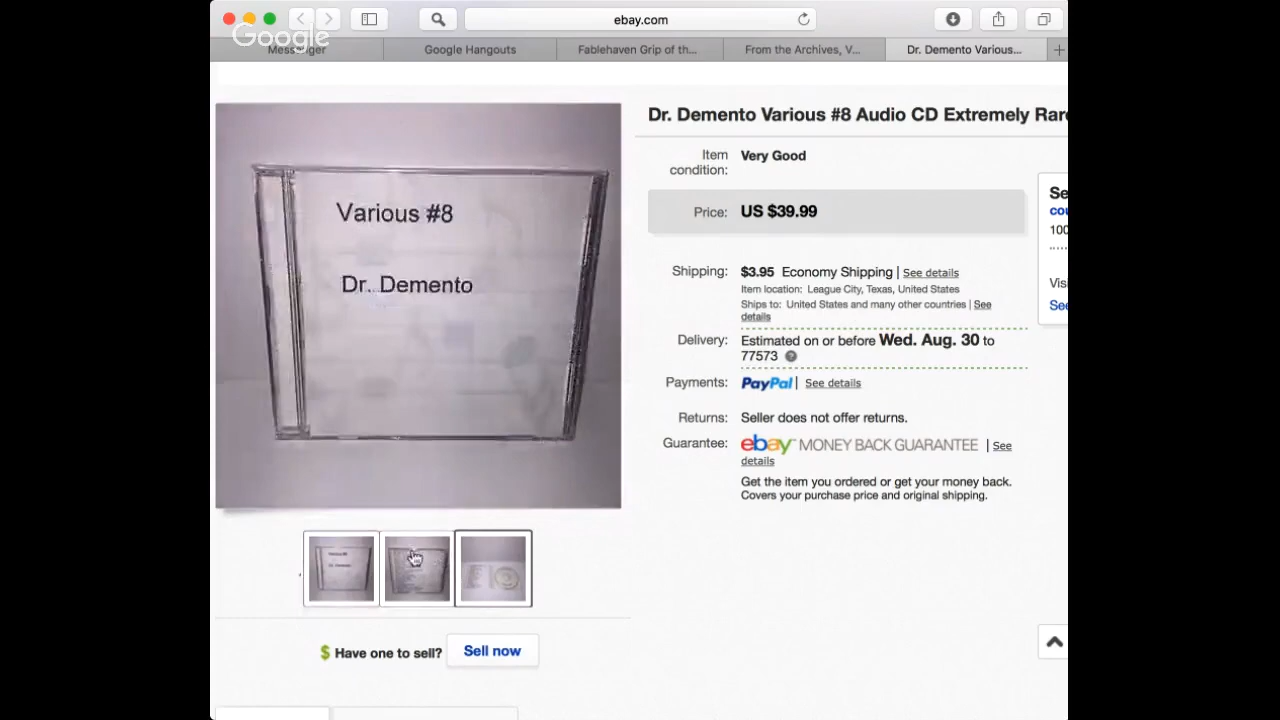 ebay.com
Google
Messenger
Google Hangouts
Fablehaven Grip of th...
From the Archives, V...
Dr. Demento Various...
Various #8
Dr. Demento
Dr. Demento Various #8 Audio CD Extremely Rar
Item condition:
Very Good
Price:
US $39.99
Shipping:
$3.95 Economy Shipping | See details
Item location: League City, Texas, United States
Ships to: United States and many other countries | See
details
Delivery:
Estimated on or before Wed. Aug. 30 to
77573
Payments:
PayPal | See details
Returns:
Seller does not offer returns.
Guarantee:
ebay MONEY BACK GUARANTEE | See
details
Get the item you ordered or get your money back.
Covers your purchase price and original shipping.
Se
cou
100
Visi
See
$ Have one to sell?
Sell now